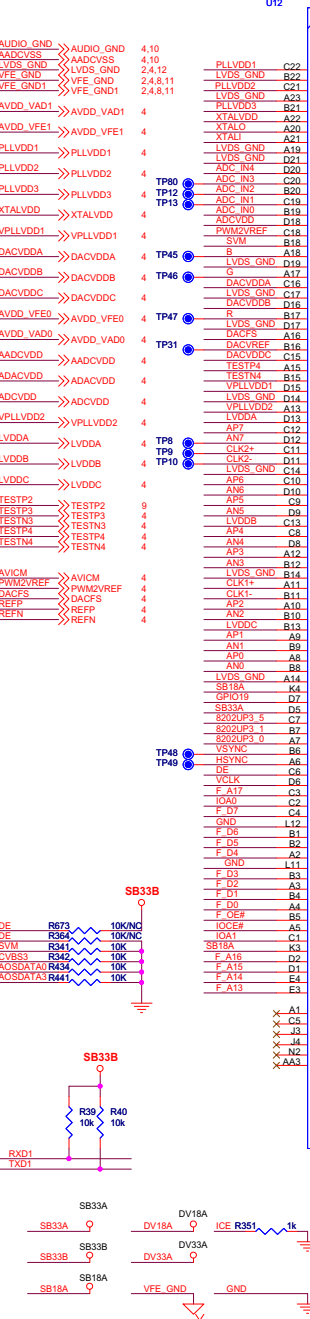 U12
AUDIO_GND AUDIO_GND 4,10
AADCVSS AADCVSS 4,10
LVDS_GND LVDS_GND 2,4,12
VFE_GND VFE_GND 2,4,8,11
VFE_GND1 VFE_GND1 2,4,8,11
AVDD_VAD1 AVDD_VAD1 4
AVDD_VFE1 AVDD_VFE1 4
PLLVDD1 PLLVDD1 4
PLLVDD2 PLLVDD2 4
PLLVDD3 PLLVDD3 4
XTALVDD XTALVDD 4
VPLLVDD1 VPLLVDD1 4
DACVDDA DACVDDA 4
DACVDDB DACVDDB 4
DACVDDC DACVDDC 4
AVDD_VFE0 AVDD_VFE0 4
AVDD_VAD0 AVDD_VAD0 4
AADCVDD AADCVDD 4
ADACVDD ADACVDD 4
ADCVDD ADCVDD 4
VPLLVDD2 VPLLVDD2 4
LVDDA LVDDA 4
LVDDB LVDDB 4
LVDDC LVDDC 4
TESTP2 TESTP2 9
TESTP3 TESTP3 4
TESTN3 TESTN3 4
TESTP4 TESTP4 4
TESTN4 TESTN4 4
AVICM AVICM 4
PWM2VREF PWM2VREF 4
DACFS DACFS 4
REFP REFP 4
REFN REFN 4
PLLVDD1 C22
LVDS_GND B22
PLLVDD2 C21
LVDS_GND A23
PLLVDD3 B21
XTALVDD A22
XTALO A20
XTALI A21
LVDS_GND A19
LVDS_GND D21
ADC_IN4 D20
TP80 ADC_IN3 C20
TP12 ADC_IN2 B20
TP13 ADC_IN1 C19
ADC_IN0 B19
ADCVDD D18
PWM2VREF C18
SVM B18
TP45 B A18
LVDS_GND D19
TP46 G A17
DACVDDA C16
LVDS_GND C17
DACVDDB D16
TP47 R B17
LVDS_GND D17
DACFS A16
TP31 DACVREF B16
DACVDDC C15
TESTP4 A15
TESTN4 B15
VPLLVDD1 D15
LVDS_GND D14
VPLLVDD2 A13
LVDDA D13
AP7 C12
TP8 AN7 D12
TP9 CLK2+ C11
TP10 CLK2- D11
LVDS_GND C14
AP6 C10
AN6 D10
AP5 C9
AN5 D9
LVDDB C13
AP4 C8
AN4 D8
AP3 A12
AN3 B12
LVDS_GND B14
CLK1+ A11
CLK1- B11
AP2 A10
AN2 B10
LVDDC B13
AP1 A9
AN1 B9
AP0 A8
AN0 B8
LVDS_GND A14
SB18A K4
GPIO19 D7
SB33A D5
8202UP3_5 C7
8202UP3_1 B7
8202UP3_0 A7
TP48 VSYNC B6
TP49 HSYNC A6
DE C6
VCLK D6
F_A17 C3
IOA0 C2
F_D7 C4
GND L12
F_D6 B1
F_D5 B2
F_D4 A2
GND L11
F_D3 B3
F_D2 A3
F_D1 B4
F_D0 A4
F_OE# B5
IOCE# A5
IOA1 C1
SB18A K3
F_A16 D2
F_A15 D1
F_A14 E4
F_A13 E3
A1
C5
J3
J4
N2
AA3
SB33B
DE R673 10K/NC
DE R364 10K/NC
SVM R341 10K
CVBS3 R342 10K
AOSDATA0 R434 10K
AOSDATA3 R441 10K
SB33B
R39 R40
10k 10k
RXD1
TXD1
SB33A DV18A
SB33A DV18A ICE R351 1k
SB33B DV33A
SB33B DV33A
SB18A
SB18A VFE_GND GND